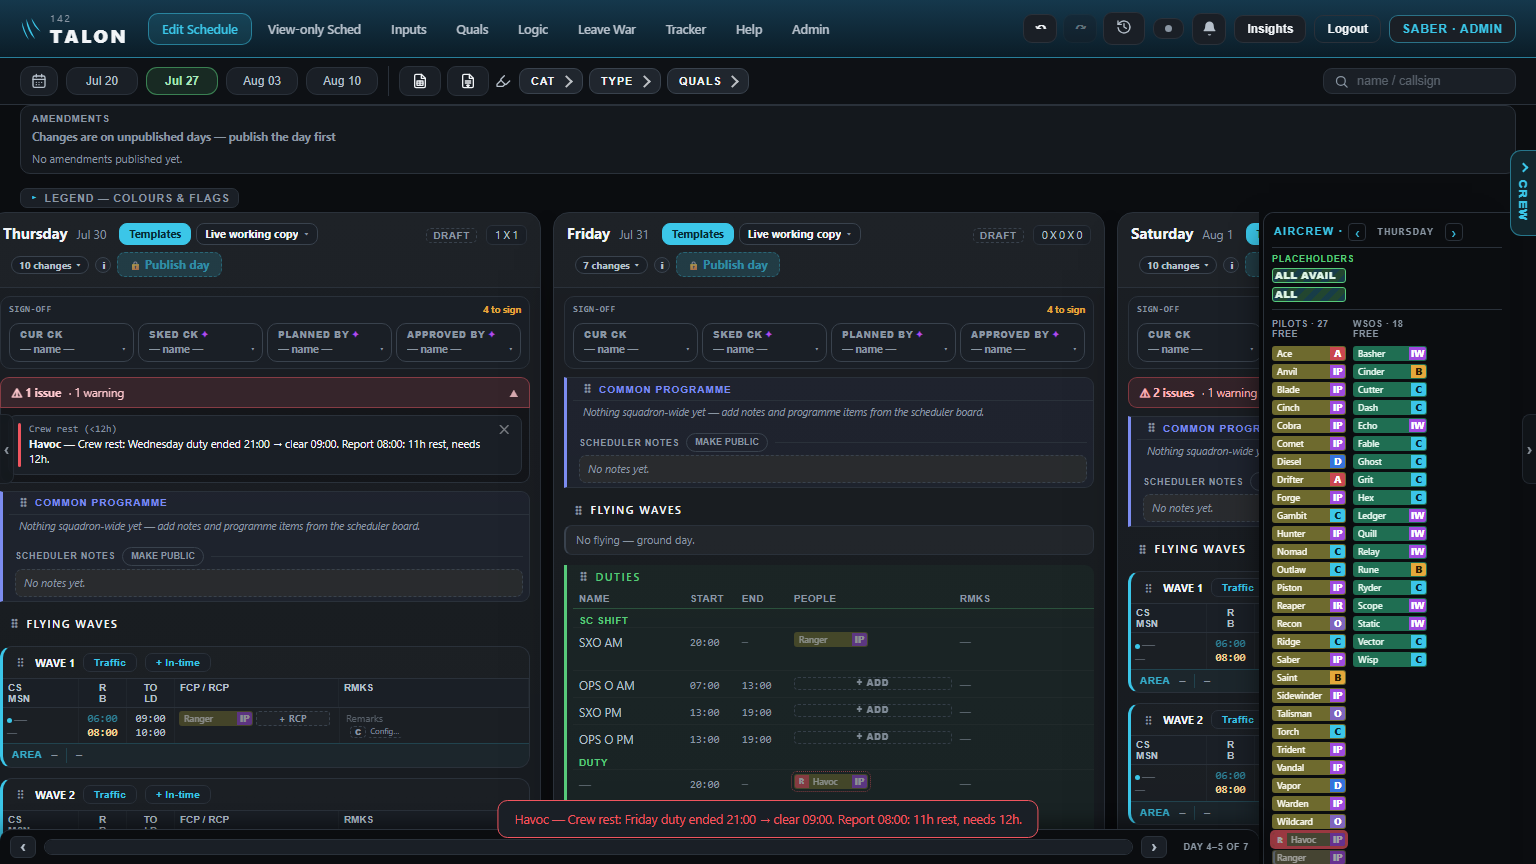 142
TALON
Edit Schedule
View-only Sched
Inputs
Quals
Logic
Leave War
Tracker
Help
Admin
Insights
Logout
SABER · ADMIN
Jul 20
Jul 27
Aug 03
Aug 10
CAT
TYPE
QUALS
name / callsign
AMENDMENTS
Changes are on unpublished days — publish the day first
No amendments published yet.
LEGEND — COLOURS & FLAGS
CREW
Thursday Jul 30 Templates Live working copy DRAFT 1X1
10 changes i Publish day
SIGN-OFF 4 to sign
CUR CK SKED CK PLANNED BY APPROVED BY
— name — — name — — name — — name —
1 issue · 1 warning
Crew rest (<12h)
Havoc — Crew rest: Wednesday duty ended 21:00 → clear 09:00. Report 08:00: 11h rest, needs
12h.
COMMON PROGRAMME
Nothing squadron-wide yet — add notes and programme items from the scheduler board.
SCHEDULER NOTES MAKE PUBLIC
No notes yet.
FLYING WAVES
WAVE 1 Traffic + In-time
CS R TO FCP / RCP RMKS
MSN B LD
— 06:00 09:00 Ranger IP + RCP Remarks
— 08:00 10:00 C Config...
AREA — —
WAVE 2 Traffic + In-time
CS R TO FCP / RCP RMKS
Friday Jul 31 Templates Live working copy DRAFT 0X0X0
7 changes i Publish day
SIGN-OFF 4 to sign
CUR CK SKED CK PLANNED BY APPROVED BY
— name — — name — — name — — name —
COMMON PROGRAMME
Nothing squadron-wide yet — add notes and programme items from the scheduler board.
SCHEDULER NOTES MAKE PUBLIC
No notes yet.
FLYING WAVES
No flying — ground day.
DUTIES
NAME START END PEOPLE RMKS
SC SHIFT
SXO AM 20:00 — Ranger IP —
OPS O AM 07:00 13:00 + ADD —
SXO PM 13:00 19:00 + ADD —
OPS O PM 13:00 19:00 + ADD —
DUTY
— 20:00 — R Havoc IP —
Saturday Aug 1
10 changes i
SIGN-OFF
CUR CK
— name —
2 issues · 1 warning
COMMON PROGR
Nothing squadron-wide y
SCHEDULER NOTES
No notes yet.
FLYING WAVES
WAVE 1 Traffic
CS R
MSN B
— 06:00
— 08:00
AREA — —
WAVE 2 Traffic
CS R
MSN B
— 06:00
— 08:00
AREA — —
AIRCREW · THURSDAY
PLACEHOLDERS
ALL AVAIL
ALL
PILOTS · 27 WSOS · 18
FREE FREE
Ace A Basher IW
Anvil IP Cinder B
Blade IP Cutter C
Cinch IP Dash C
Cobra IP Echo IW
Comet IP Fable C
Diesel D Ghost C
Drifter A Grit C
Forge IP Hex C
Gambit C Ledger IW
Hunter IP Quill IW
Nomad C Relay IW
Outlaw C Rune B
Piston IP Ryder C
Reaper IR Scope IW
Recon O Static IW
Ridge C Vector C
Saber IP Wisp C
Saint B
Sidewinder IP
Talisman O
Torch C
Trident IP
Vandal IP
Vapor D
Warden IP
Wildcard O
R Havoc IP
Ranger IP
Havoc — Crew rest: Friday duty ended 21:00 → clear 09:00. Report 08:00: 11h rest, needs 12h.
DAY 4–5 OF 7